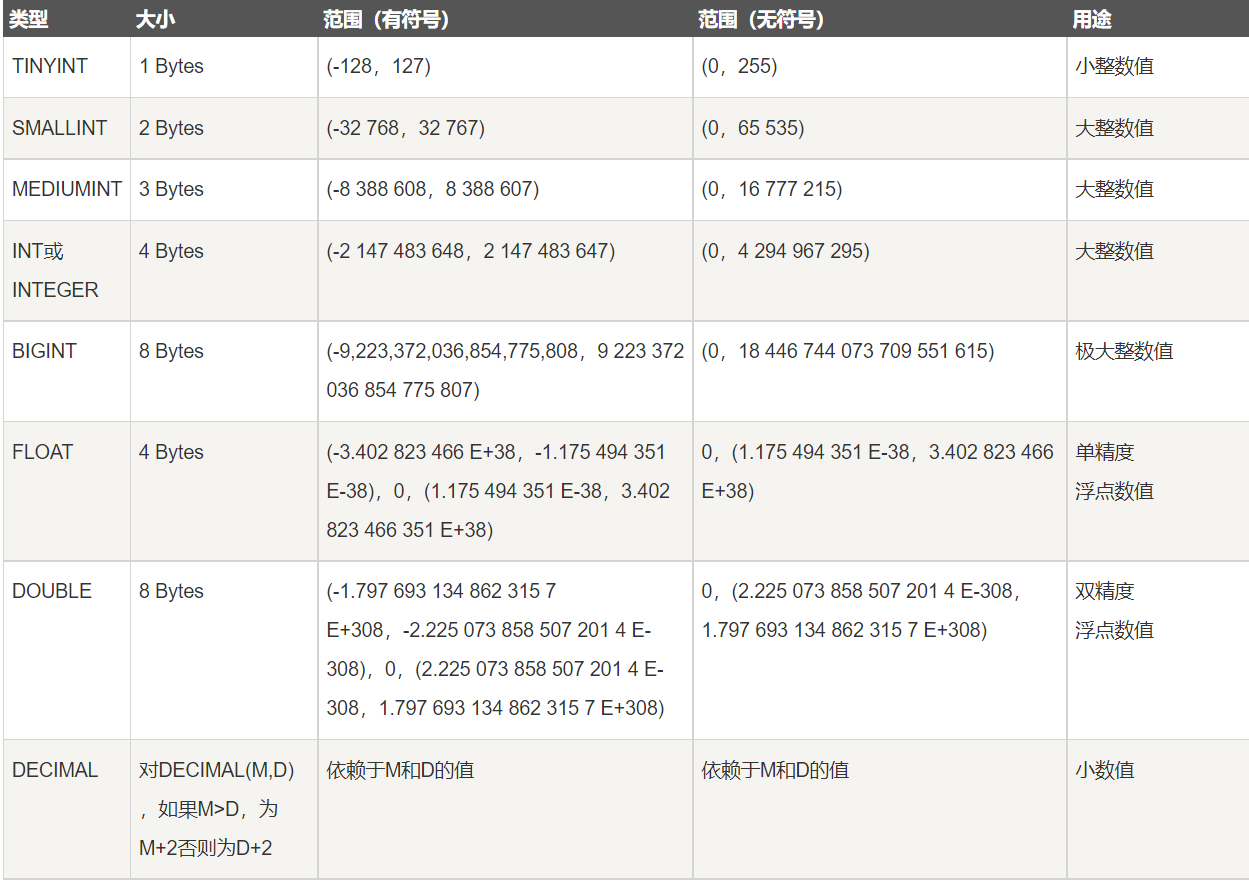 类型 大小 范围（有符号） 范围（无符号） 用途
TINYINT 1 Bytes (-128，127) (0，255) 小整数值
SMALLINT 2 Bytes (-32 768，32 767) (0，65 535) 大整数值
MEDIUMINT 3 Bytes (-8 388 608，8 388 607) (0，16 777 215) 大整数值
INT或 4 Bytes (-2 147 483 648，2 147 483 647) (0，4 294 967 295) 大整数值
INTEGER
BIGINT 8 Bytes (-9,223,372,036,854,775,808，9 223 372 (0，18 446 744 073 709 551 615) 极大整数值
036 854 775 807)
FLOAT 4 Bytes (-3.402 823 466 E+38，-1.175 494 351 0，(1.175 494 351 E-38，3.402 823 466 单精度
E-38)，0，(1.175 494 351 E-38，3.402 E+38) 浮点数值
823 466 351 E+38)
DOUBLE 8 Bytes (-1.797 693 134 862 315 7 0，(2.225 073 858 507 201 4 E-308， 双精度
E+308，-2.225 073 858 507 201 4 E- 1.797 693 134 862 315 7 E+308) 浮点数值
308)，0，(2.225 073 858 507 201 4 E-
308，1.797 693 134 862 315 7 E+308)
DECIMAL 对DECIMAL(M,D) 依赖于M和D的值 依赖于M和D的值 小数值
，如果M>D，为
M+2否则为D+2